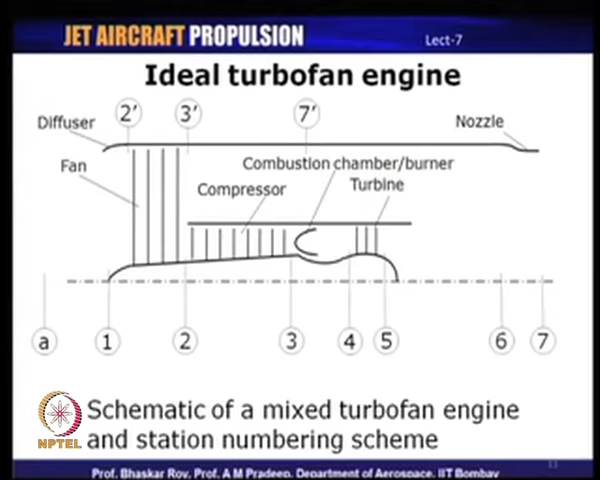 JET AIRCRAFT PROPULSION
Lect-7
Ideal turbofan engine
2′ 3′ 7′
Diffuser
Nozzle
Fan
Combustion chamber/burner
Compressor
Turbine
a 1 2 3 4 5 6 7
Schematic of a mixed turbofan engine
and station numbering scheme
NPTEL
13
Prof. Bhaskar Roy, Prof. A M Pradeep, Department of Aerospace, IIT Bombay